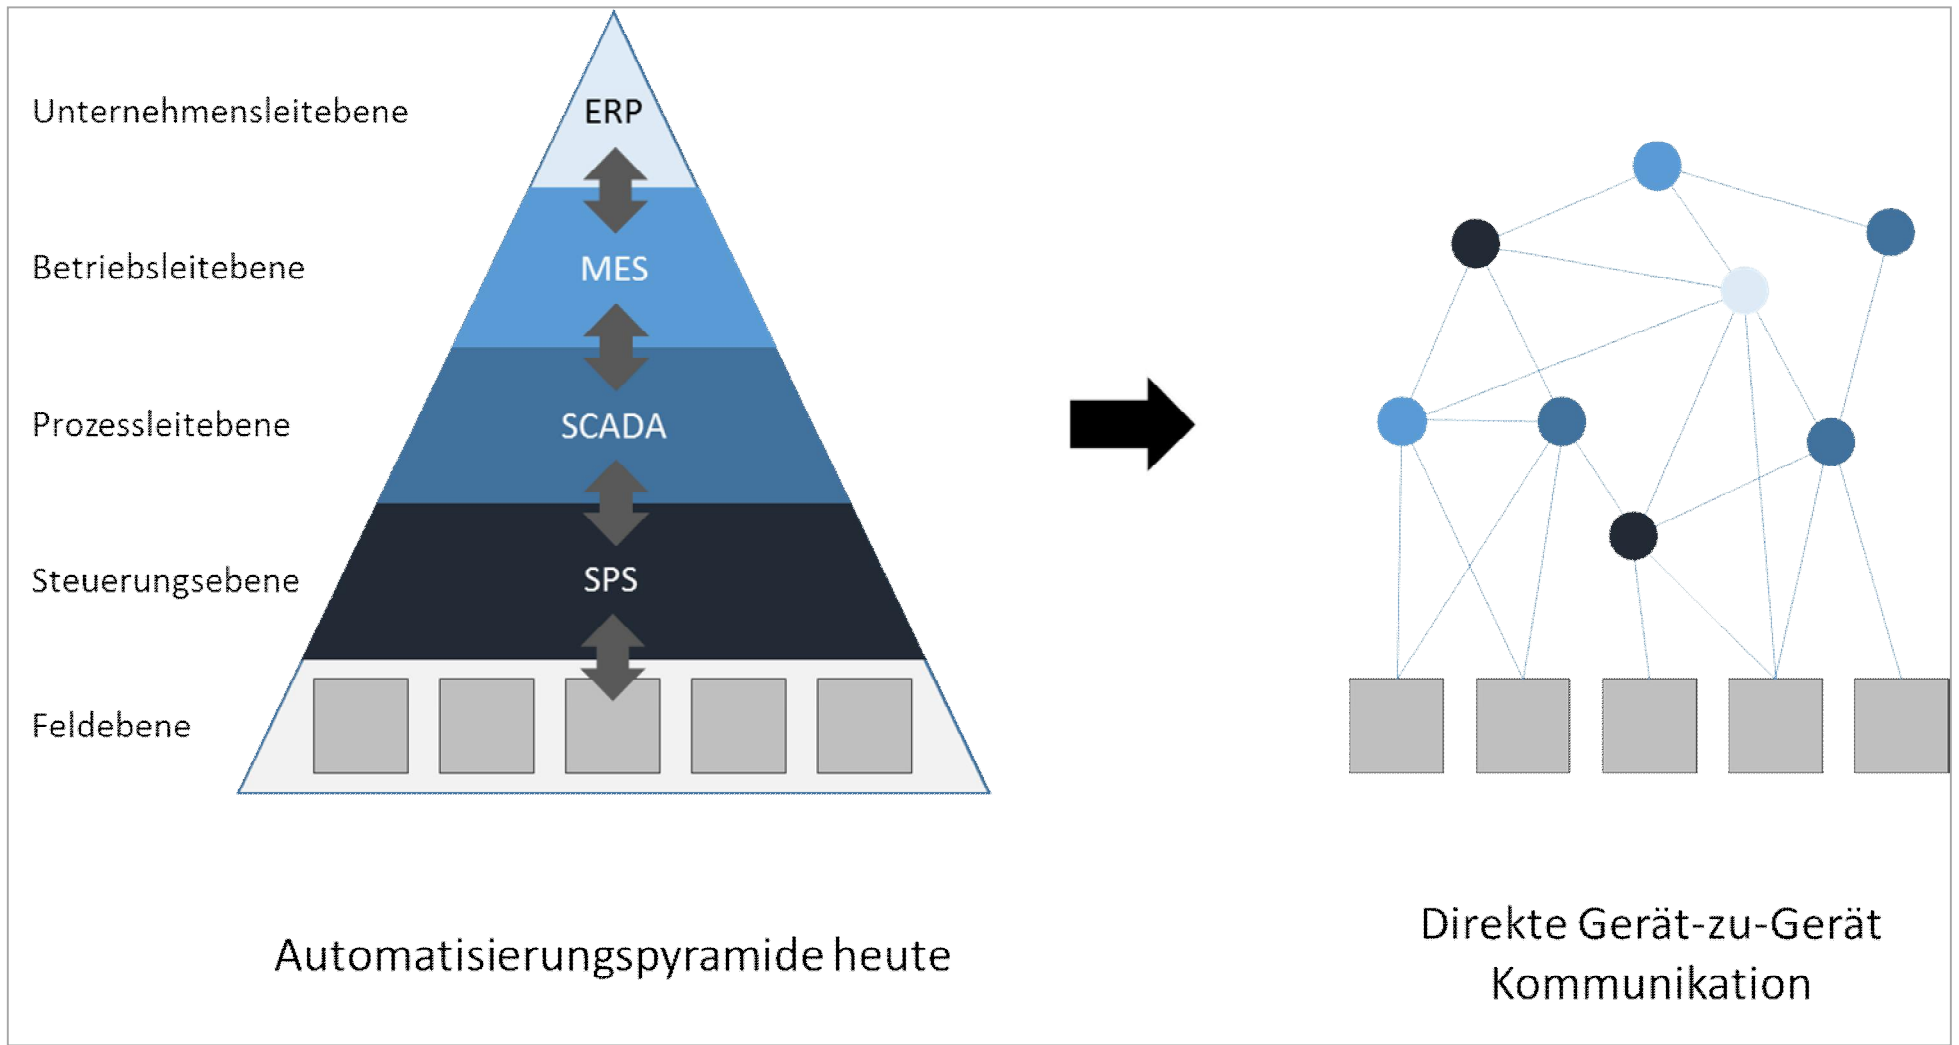 Unternehmensleitebene
ERP
Betriebsleitebene
MES
Prozessleitebene
SCADA
Steuerungsebene
SPS
Feldebene
Automatisierungspyramide heute
Direkte Gerät-zu-Gerät
Kommunikation